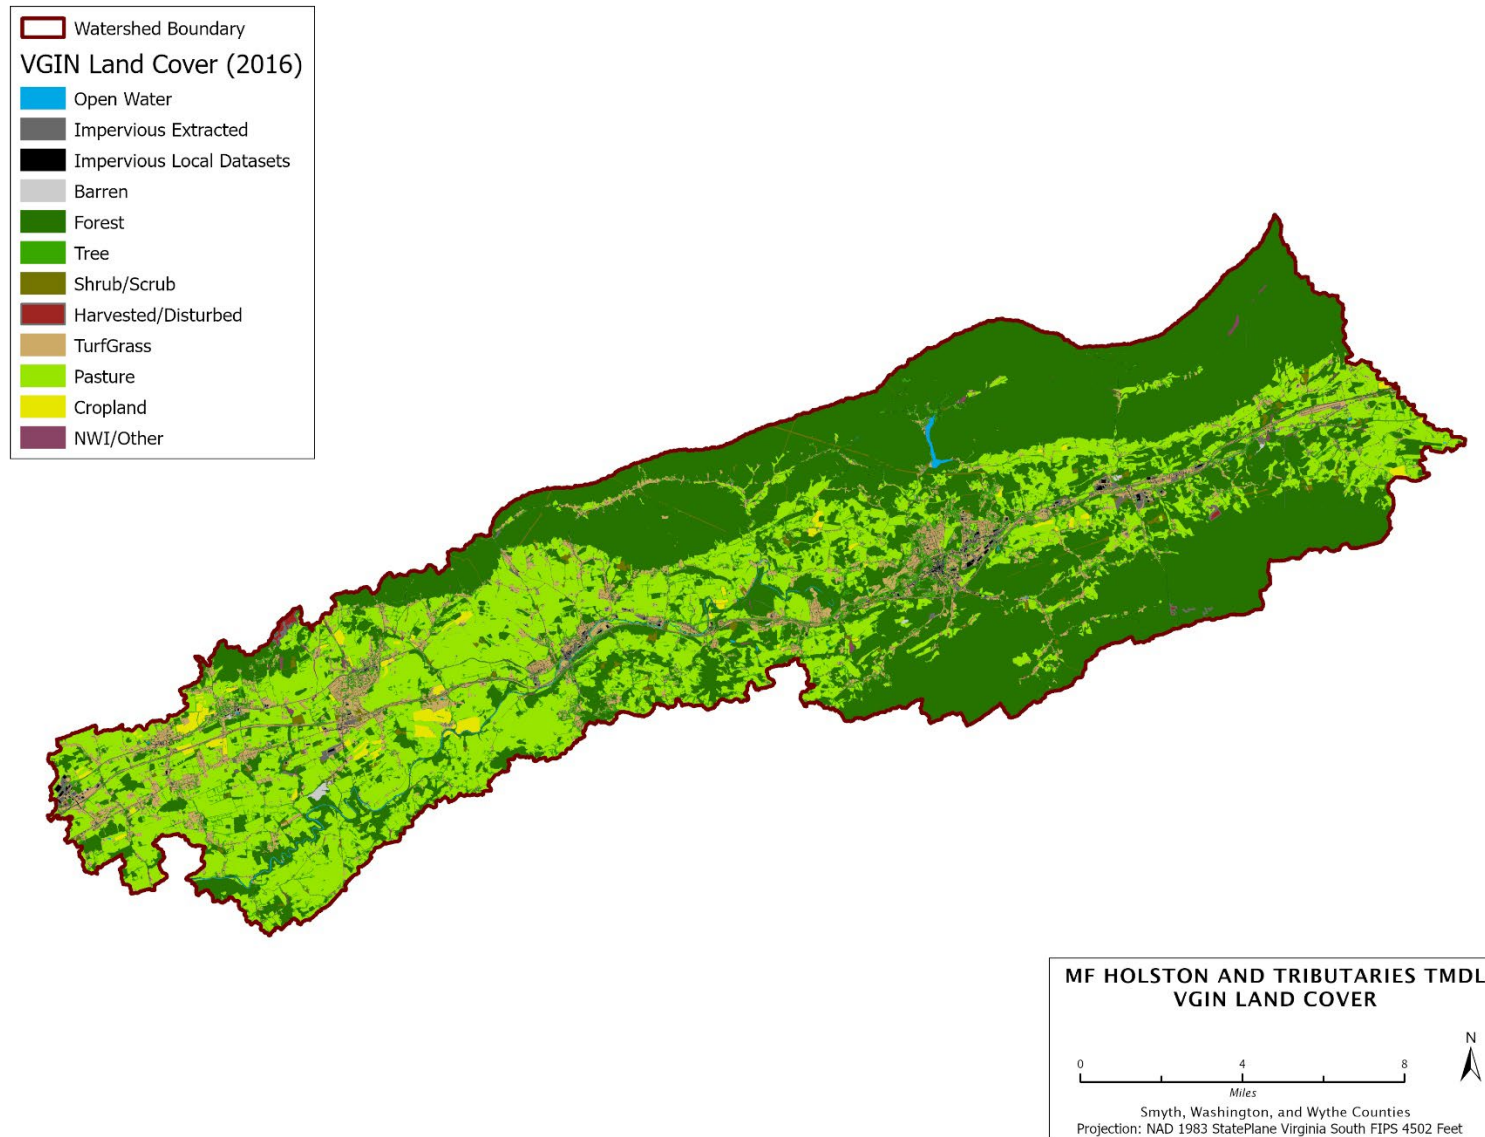 Watershed Boundary
VGIN Land Cover (2016)
Open Water
Impervious Extracted
Impervious Local Datasets
Barren
Forest
Tree
Shrub/Scrub
Harvested/Disturbed
TurfGrass
Pasture
Cropland
NWI/Other
MF HOLSTON AND TRIBUTARIES TMDL
VGIN LAND COVER
N
0 4 8
Miles
Smyth, Washington, and Wythe Counties
Projection: NAD 1983 StatePlane Virginia South FIPS 4502 Feet